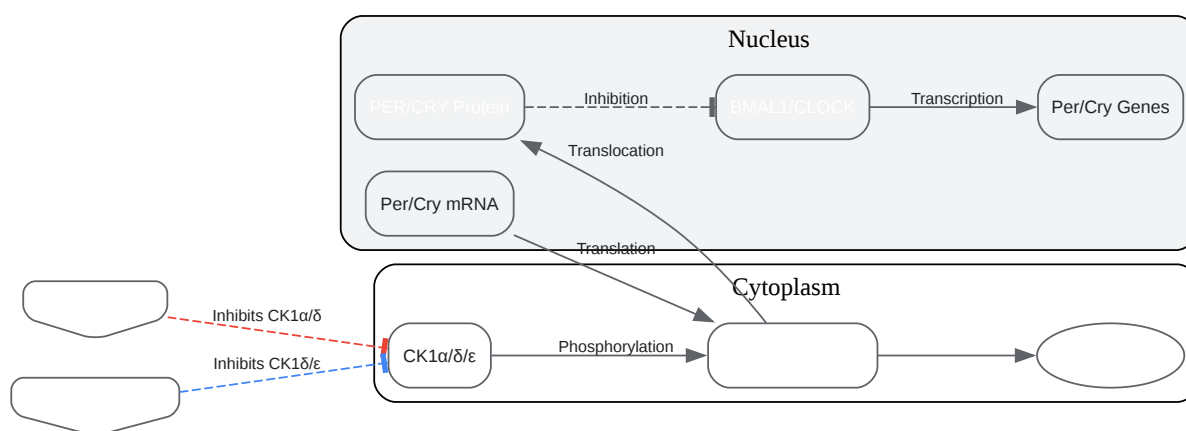 Nucleus
PER/CRY Protein
Inhibition
BMAL1/CLOCK
Transcription
Per/Cry Genes
Translocation
Per/Cry mRNA
Translation
Cytoplasm
Inhibits CK1α/δ
CK1α/δ/ε
Phosphorylation
Inhibits CK1δ/ε